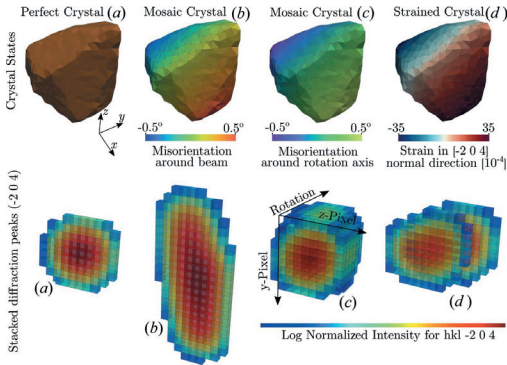 Perfect Crystal (a)
Mosaic Crystal (b)
Mosaic Crystal (c)
Strained Crystal (d)
Crystal States
z
y
x
-0.5° 0.5°
Misorientation
around beam
-0.5° 0.5°
Misorientation
around rotation axis
-35 35
Strain in [-2 0 4]
normal direction [10⁻⁴]
Stacked diffraction peaks (-2 0 4)
(a)
(b)
Rotation
z-Pixel
y-Pixel
(c)
(d)
Log Normalized Intensity for hkl -2 0 4